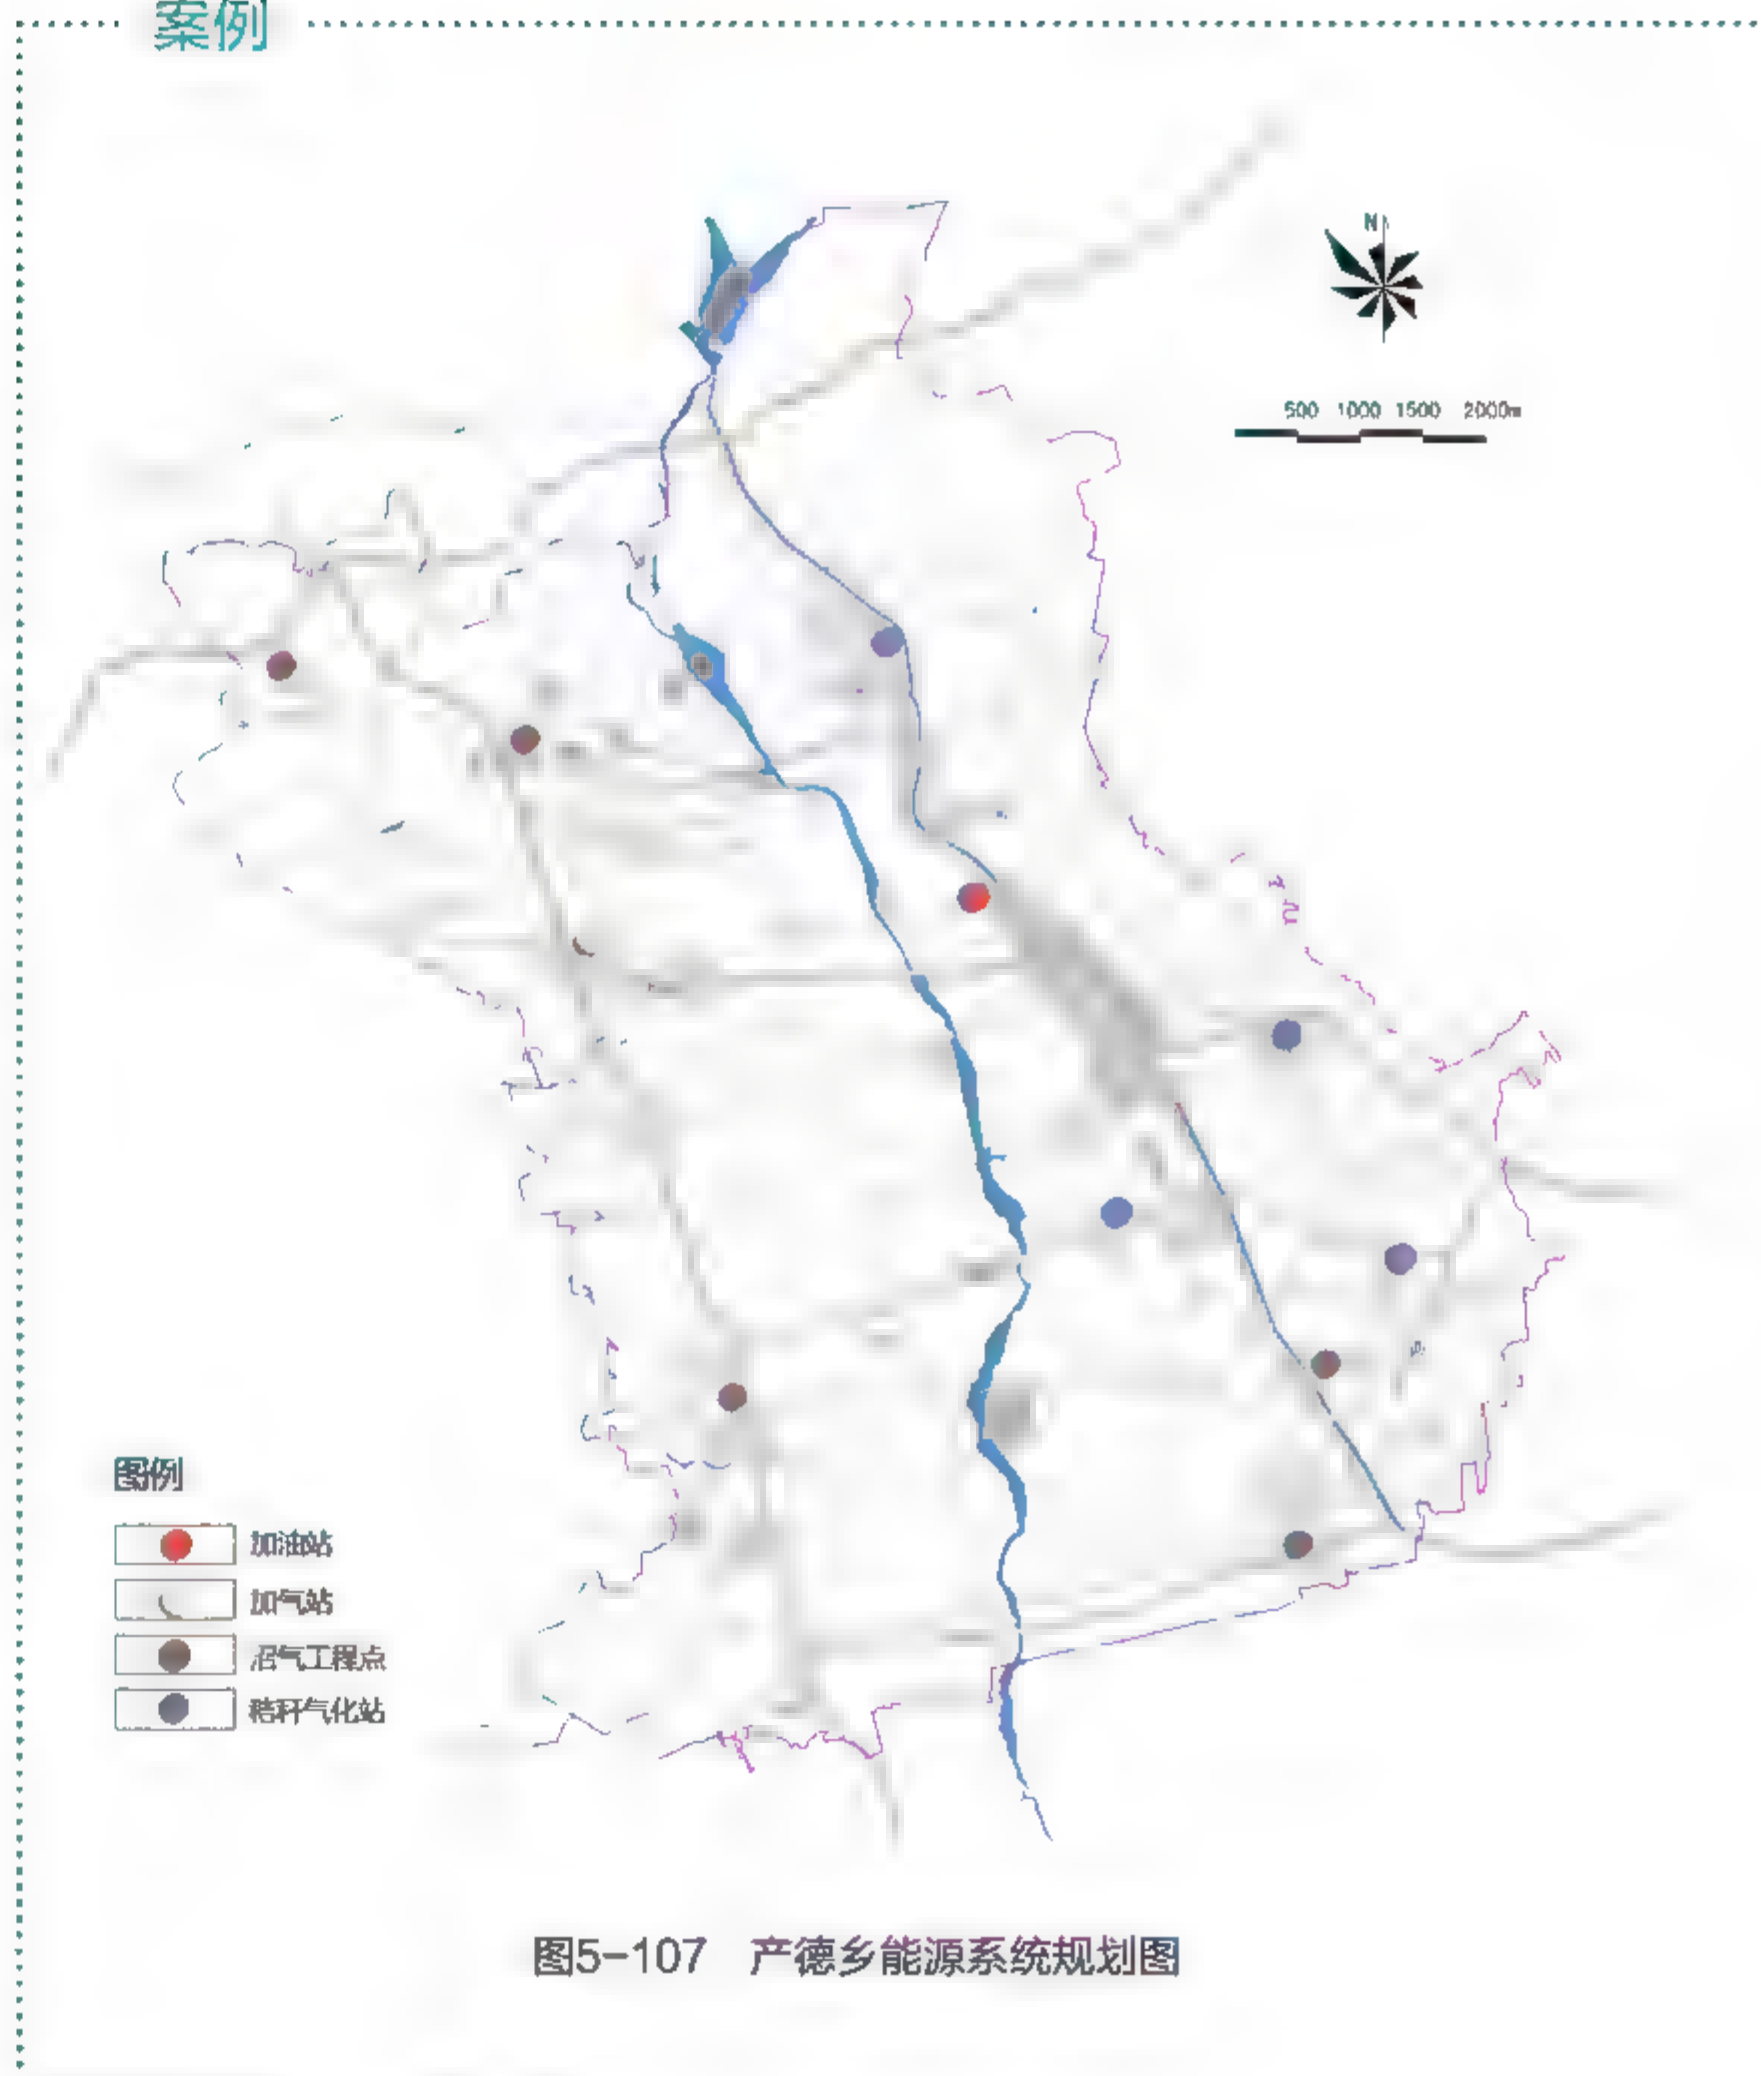 案例
N
500 1000 1500 2000m
图例
加油站
加气站
沼气工程点
秸秆气化站
图5-107 产德乡能源系统规划图